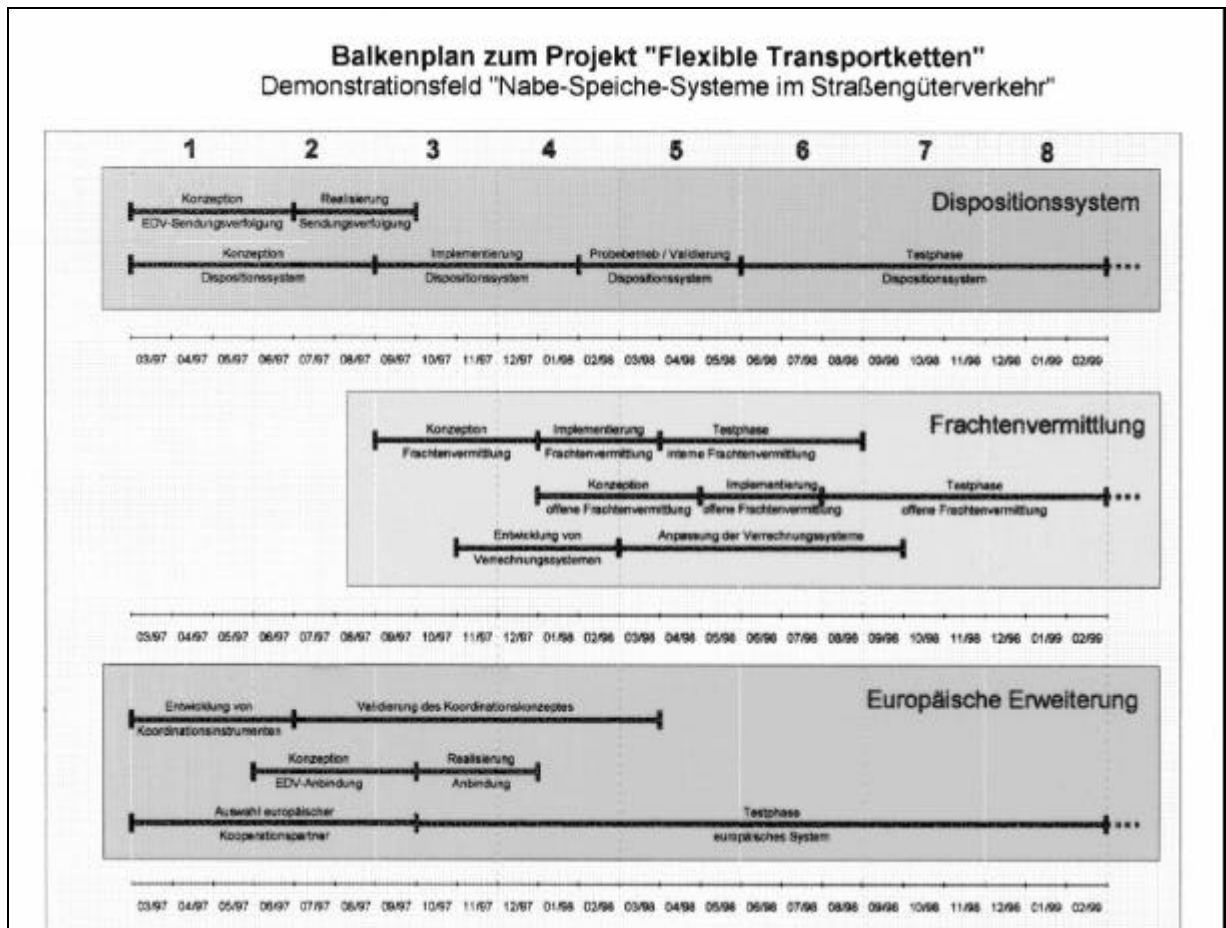 Balkenplan zum Projekt "Flexible Transportketten"
Demonstrationsfeld "Nabe-Speiche-Systeme im Straßengüterverkehr"
1 2 3 4 5 6 7 8
Dispositionssystem
Konzeption Realisierung
EDV-Sendungsverfolgung Sendungsverfolgung
Konzeption Implementierung Probebetrieb / Validierung Testphase
Dispositionssystem Dispositionssystem Dispositionssystem Dispositionssystem
03/97 04/97 05/97 06/97 07/97 08/97 09/97 10/97 11/97 12/97 01/98 02/98 03/98 04/98 05/98 06/98 07/98 08/98 09/98 10/98 11/98 12/98 01/99 02/99
Frachtenvermittlung
Konzeption Implementierung Testphase
Frachtenvermittlung Frachtenvermittlung interne Frachtenvermittlung
Konzeption Implementierung Testphase
offene Frachtenvermittlung offene Frachtenvermittlung offene Frachtenvermittlung
Entwicklung von Anpassung der Verrechnungssysteme
Verrechnungssystemen
03/97 04/97 05/97 06/97 07/97 08/97 09/97 10/97 11/97 12/97 01/98 02/98 03/98 04/98 05/98 06/98 07/98 08/98 09/98 10/98 11/98 12/98 01/99 02/99
Europäische Erweiterung
Entwicklung von Validierung des Koordinationskonzeptes
Koordinationsinstrumenten
Konzeption Realisierung
EDV-Anbindung Anbindung
Auswahl europäischer Testphase
Kooperationspartner europäisches System
03/97 04/97 05/97 06/97 07/97 08/97 09/97 10/97 11/97 12/97 01/98 02/98 03/98 04/98 05/98 06/98 07/98 08/98 09/98 10/98 11/98 12/98 01/99 02/99